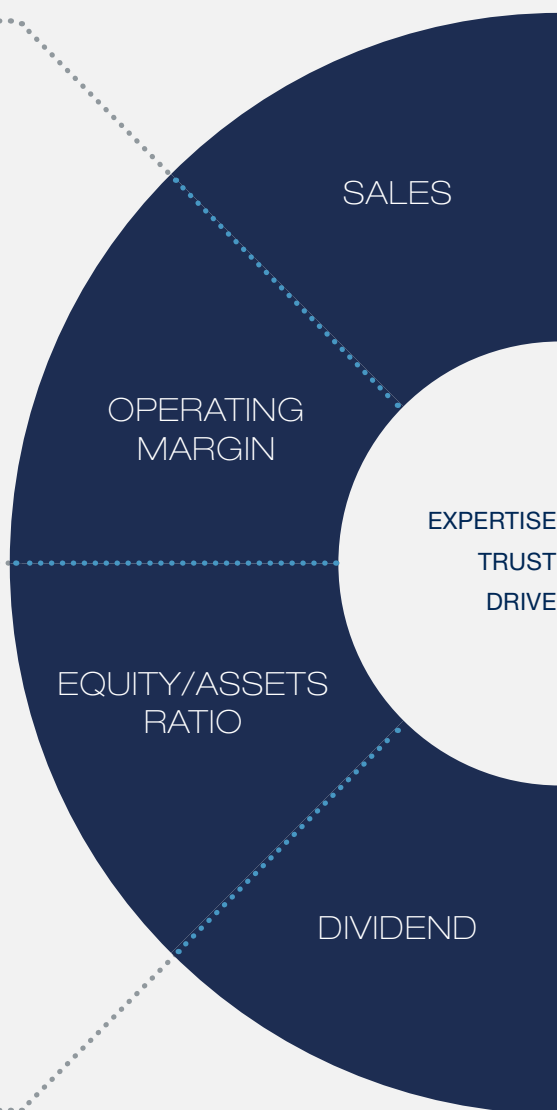 SALES
OPERATING
MARGIN
EXPERTISE
TRUST
DRIVE
EQUITY/ASSETS
RATIO
DIVIDEND